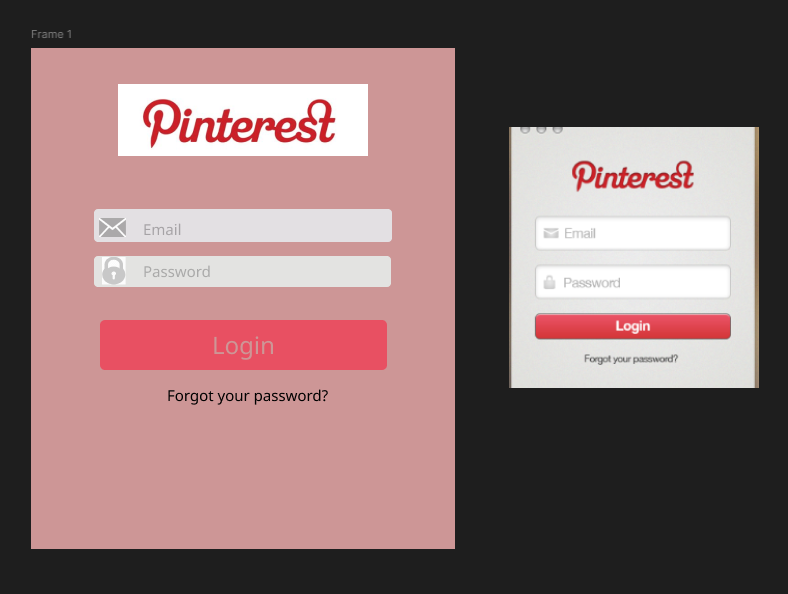 Frame 1
Pinterest
Email
Password
Login
Forgot your password?
Pinterest
Email
Password
Login
Forgot your password?